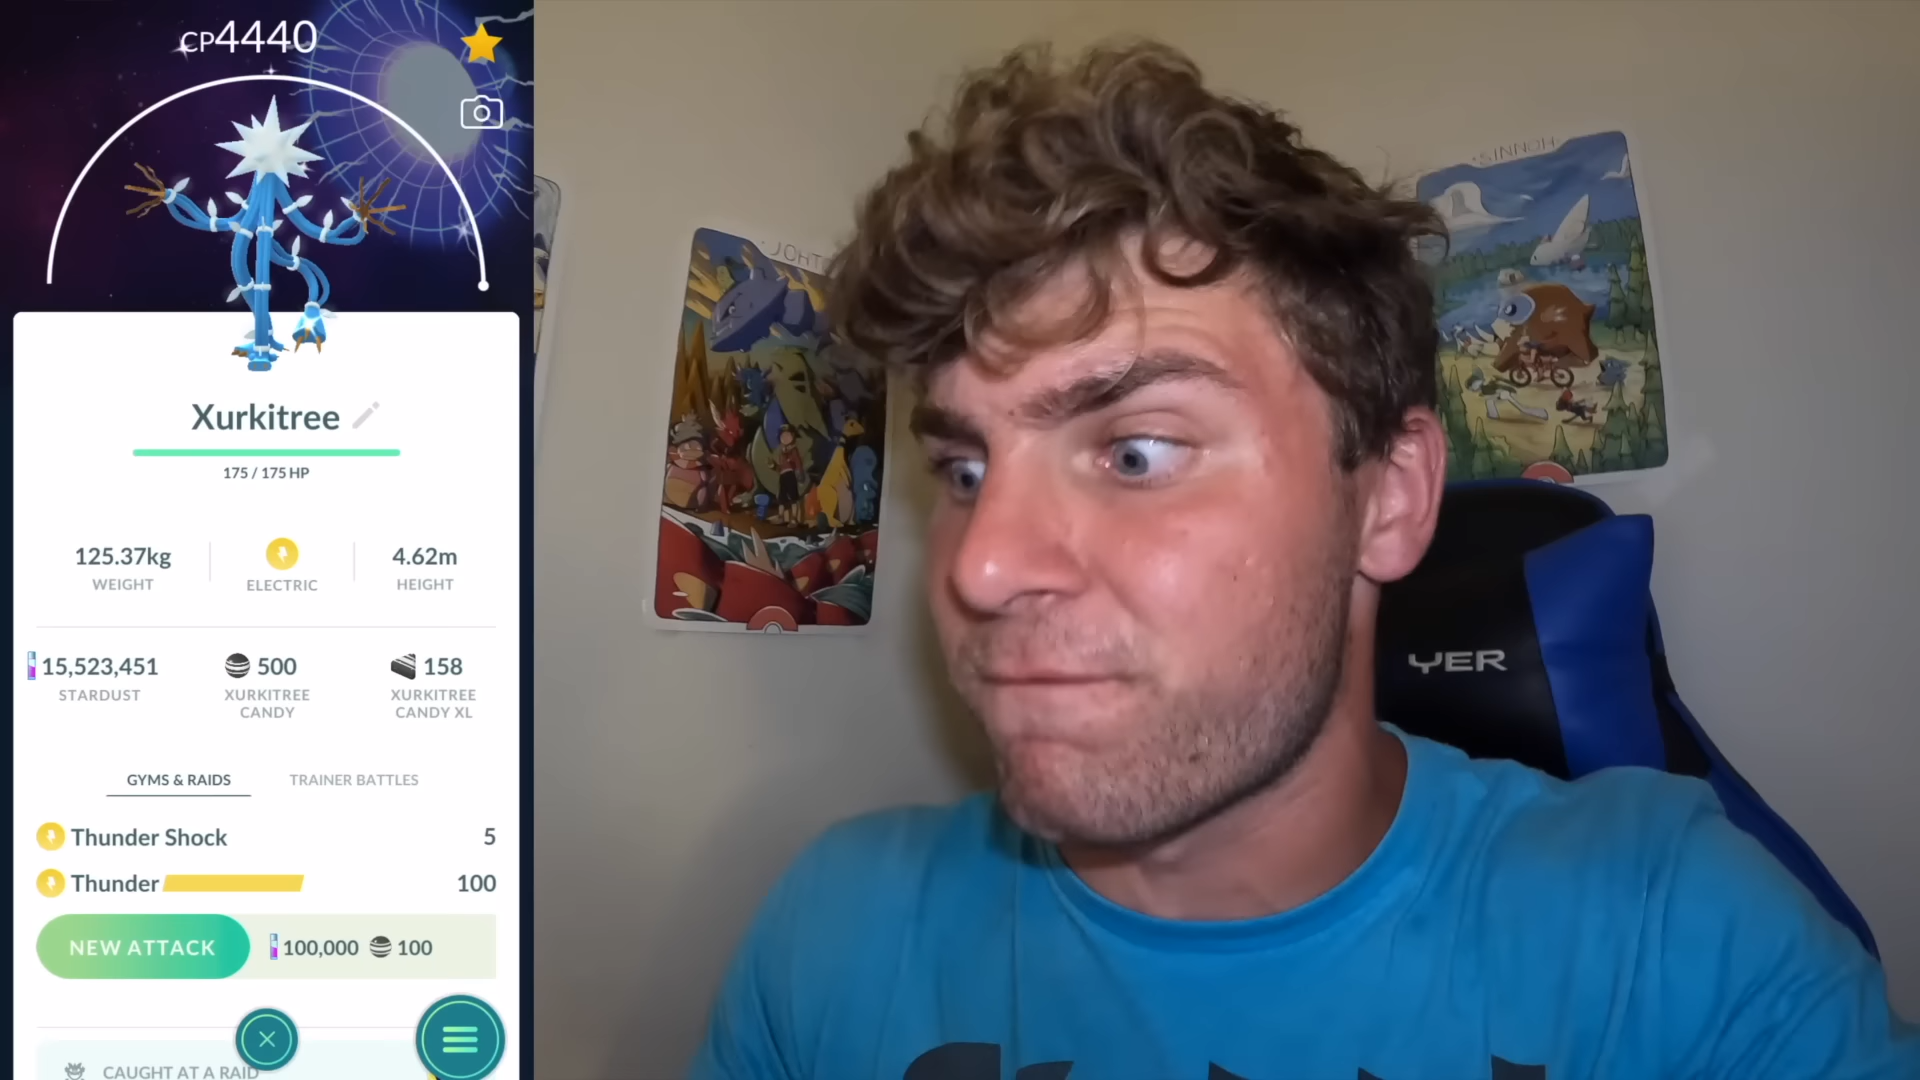 CP4440
Xurkitree
175 / 175 HP
125.37kg
WEIGHT
ELECTRIC
4.62m
HEIGHT
15,523,451
STARDUST
500
XURKITREE
CANDY
158
XURKITREE
CANDY XL
GYMS & RAIDS
TRAINER BATTLES
Thunder Shock 5
Thunder 100
NEW ATTACK 100,000 100
CAUGHT AT A RAID
JOHT
SINNOH
YER